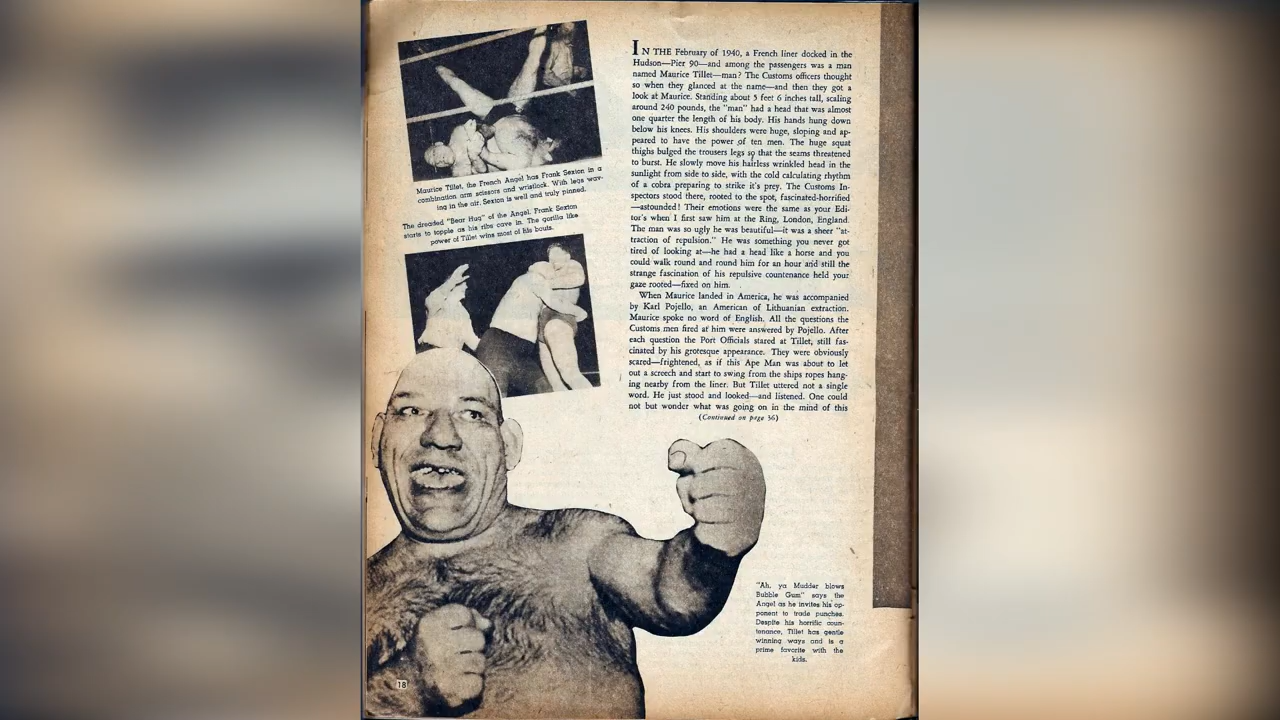 Maurice Tillet, the French Angel has Frank Sexton in a
combination arm scissors and wristlock. With legs wav-
ing in the air. Sexton is well and truly pinned.
The dreaded "Bear Hug" of the Angel. Frank Sexton
starts to topple as his ribs cave in. The gorilla like
power of Tillet wins most of his bouts.
IN THE February of 1940, a French liner docked in the
Hudson—Pier 90—and among the passengers was a man
named Maurice Tillet—man? The Customs officers thought
so when they glanced at the name—and then they got a
look at Maurice. Standing about 5 feet 6 inches tall, scaling
around 240 pounds, the "man" had a head that was almost
one quarter the length of his body. His hands hung down
below his knees. His shoulders were huge, sloping and ap-
peared to have the power of ten men. The huge squat
thighs bulged the trousers legs so that the seams threatened
to burst. He slowly move his hairless wrinkled head in the
sunlight from side to side, with the cold calculating rhythm
of a cobra preparing to strike it's prey. The Customs In-
spectors stood there, rooted to the spot, fascinated-horrified
—astounded! Their emotions were the same as your Edi-
tor's when I first saw him at the Ring, London, England.
The man was so ugly he was beautiful—it was a sheer "at-
traction of repulsion." He was something you never got
tired of looking at—he had a head like a horse and you
could walk round and round him for an hour and still the
strange fascination of his repulsive countenance held your
gaze rooted—fixed on him.
When Maurice landed in America, he was accompanied
by Karl Pojello, an American of Lithuanian extraction.
Maurice spoke no word of English. All the questions the
Customs men fired at him were answered by Pojello. After
each question the Port Officials stared at Tillet, still fas-
cinated by his grotesque appearance. They were obviously
scared—frightened, as if this Ape Man was about to let
out a screech and start to swing from the ships ropes hang-
ing nearby from the liner. But Tillet uttered not a single
word. He just stood and looked—and listened. One could
not but wonder what was going on in the mind of this
(Continued on page 36)
"Ah, ya Mudder blows
Bubble Gum" says the
Angel as he invites his op-
ponent to trade punches.
Despite his horrific coun-
tenance, Tillet has gentle
winning ways and is a
prime favorite with the
kids.
18